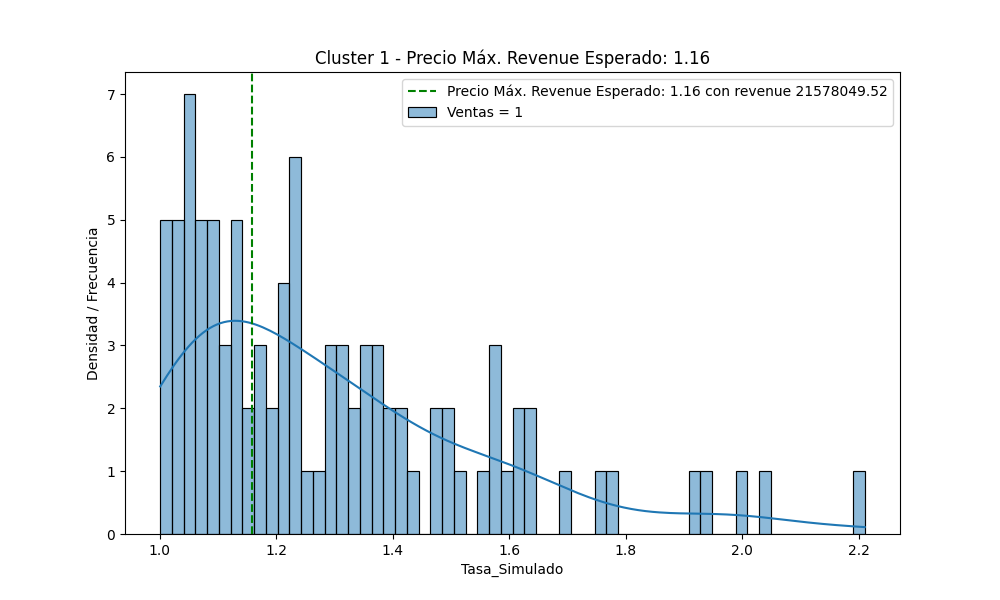 Cluster 1 - Precio Máx. Revenue Esperado: 1.16
Precio Máx. Revenue Esperado: 1.16 con revenue 21578049.52
Ventas = 1
Densidad / Frecuencia
7
6
5
4
3
2
1
0
1.0 1.2 1.4 1.6 1.8 2.0 2.2
Tasa_Simulado